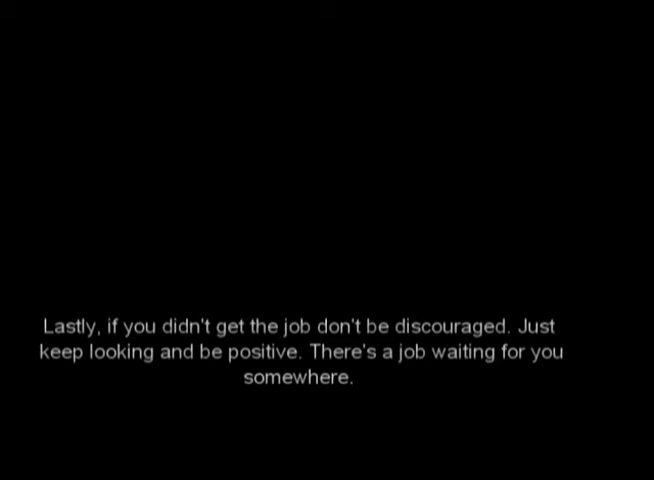 Lastly, if you didn't get the job don't be discouraged. Just
keep looking and be positive. There's a job waiting for you
somewhere.